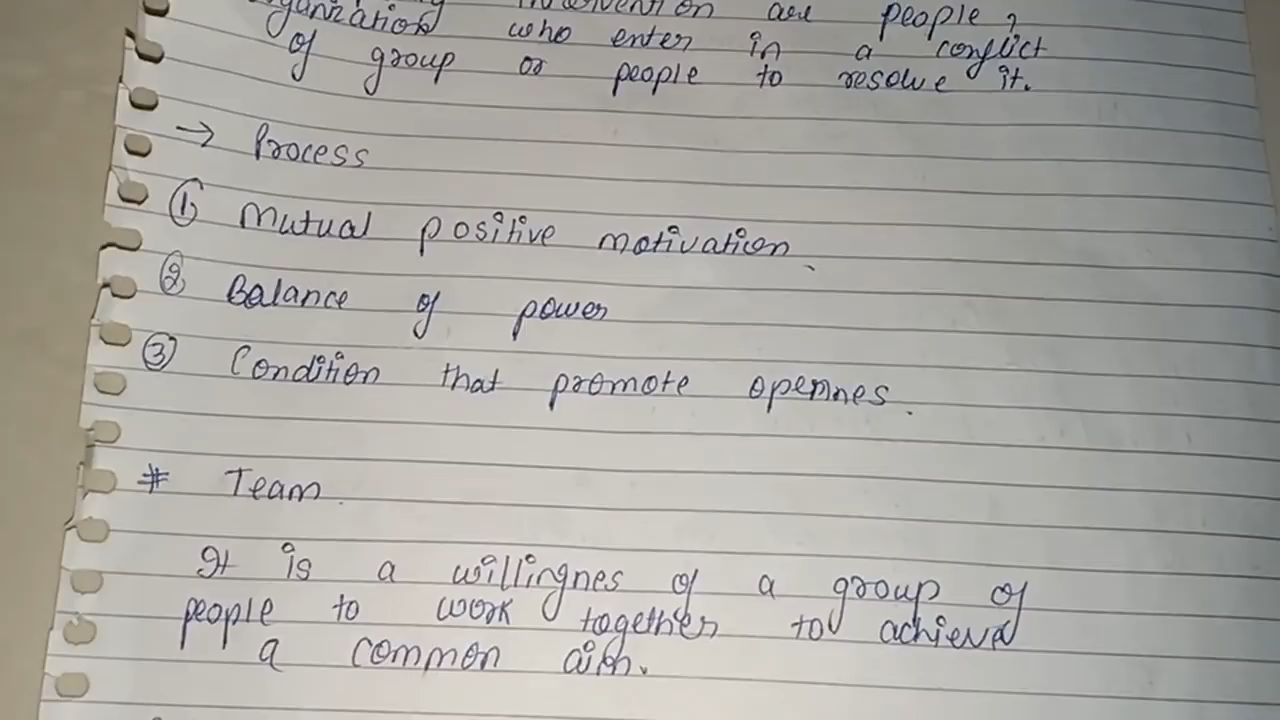 invention are people,
organization who enter in a conflict
of group or people to resolve it.
→ Process
① Mutual positive motivation.
② Balance of power
③ Condition that promote opennes.
# Team.
It is a willingnes of a group of
people to work together to achieve
a common aim.